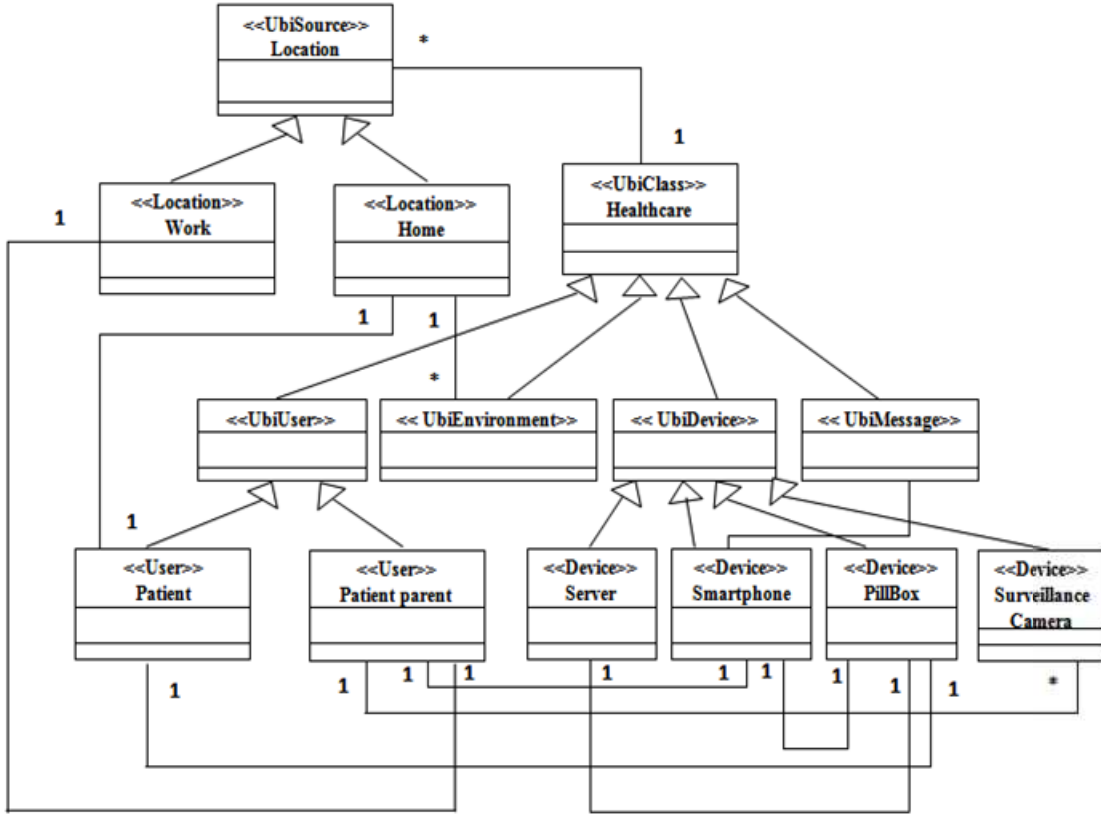 <<UbiSource>>
Location
*
1
<<UbiClass>>
Healthcare
<<Location>>
Work
<<Location>>
Home
1
1
1
*
<<UbiUser>>
<< UbiEnvironment>>
<< UbiDevice>>
<< UbiMessage>>
1
<<User>>
Patient
<<User>>
Patient parent
<<Device>>
Server
<<Device>>
Smartphone
<<Device>>
PillBox
<<Device>>
Surveillance
Camera
1
1
1
1
1
1
1
1
1
1
*